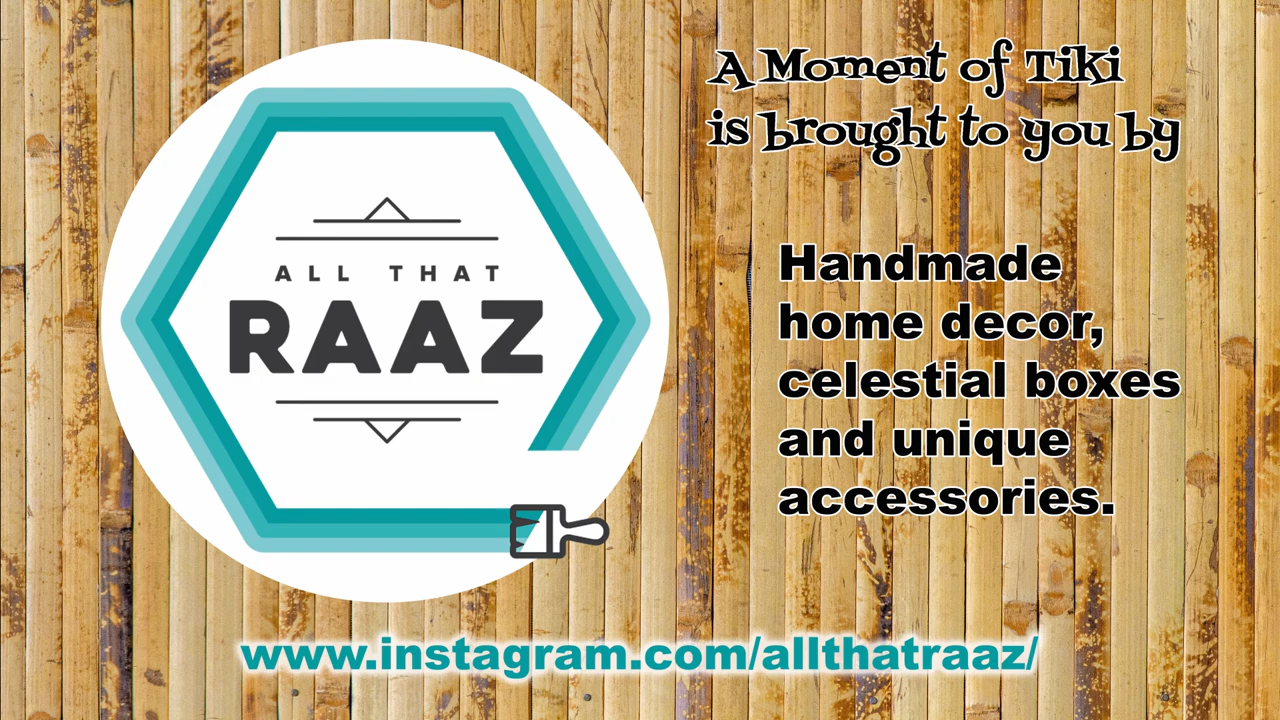 A Moment of Tiki
is brought to you by
ALL THAT
RAAZ
Handmade
home decor,
celestial boxes
and unique
accessories.
www.instagram.com/allthatraaz/